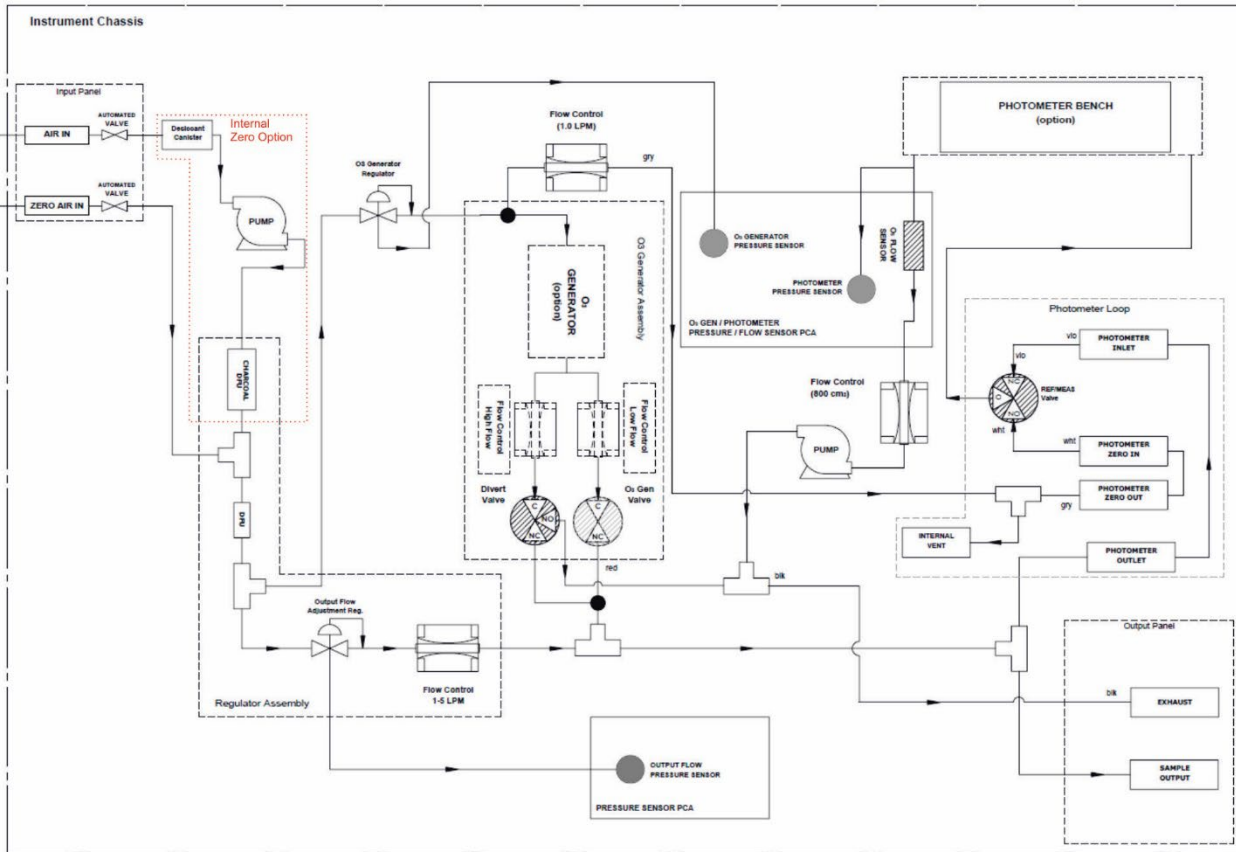 Instrument Chassis
Input Panel
AUTOMATED
VALVE
AIR IN
AUTOMATED
VALVE
ZERO AIR IN
Desiccant
Canister
Internal
Zero Option
PUMP
CHARCOAL
DFU
DFU
Regulator Assembly
Output Flow
Adjustment Reg.
Flow Control
1-5 LPM
O3 Generator
Regulator
Flow Control
(1.0 LPM)
gry
O3 Generator Assembly
O₃
GENERATOR
(option)
Flow Control
High Flow
Flow Control
Low Flow
Divert
Valve
C
NO
NC
O₃ Gen
Valve
C
NC
red
O₃ GENERATOR
PRESSURE SENSOR
PHOTOMETER
PRESSURE SENSOR
O₃ FLOW
SENSOR
O₃ GEN / PHOTOMETER
PRESSURE / FLOW SENSOR PCA
PHOTOMETER BENCH
(option)
Flow Control
(800 cm₃)
PUMP
blk
Photometer Loop
vlo
vlo
PHOTOMETER
INLET
NC
C
NO
REF/MEAS
Valve
wht
wht
PHOTOMETER
ZERO IN
PHOTOMETER
ZERO OUT
gry
INTERNAL
VENT
PHOTOMETER
OUTLET
Output Panel
blk
EXHAUST
SAMPLE
OUTPUT
OUTPUT FLOW
PRESSURE SENSOR
PRESSURE SENSOR PCA